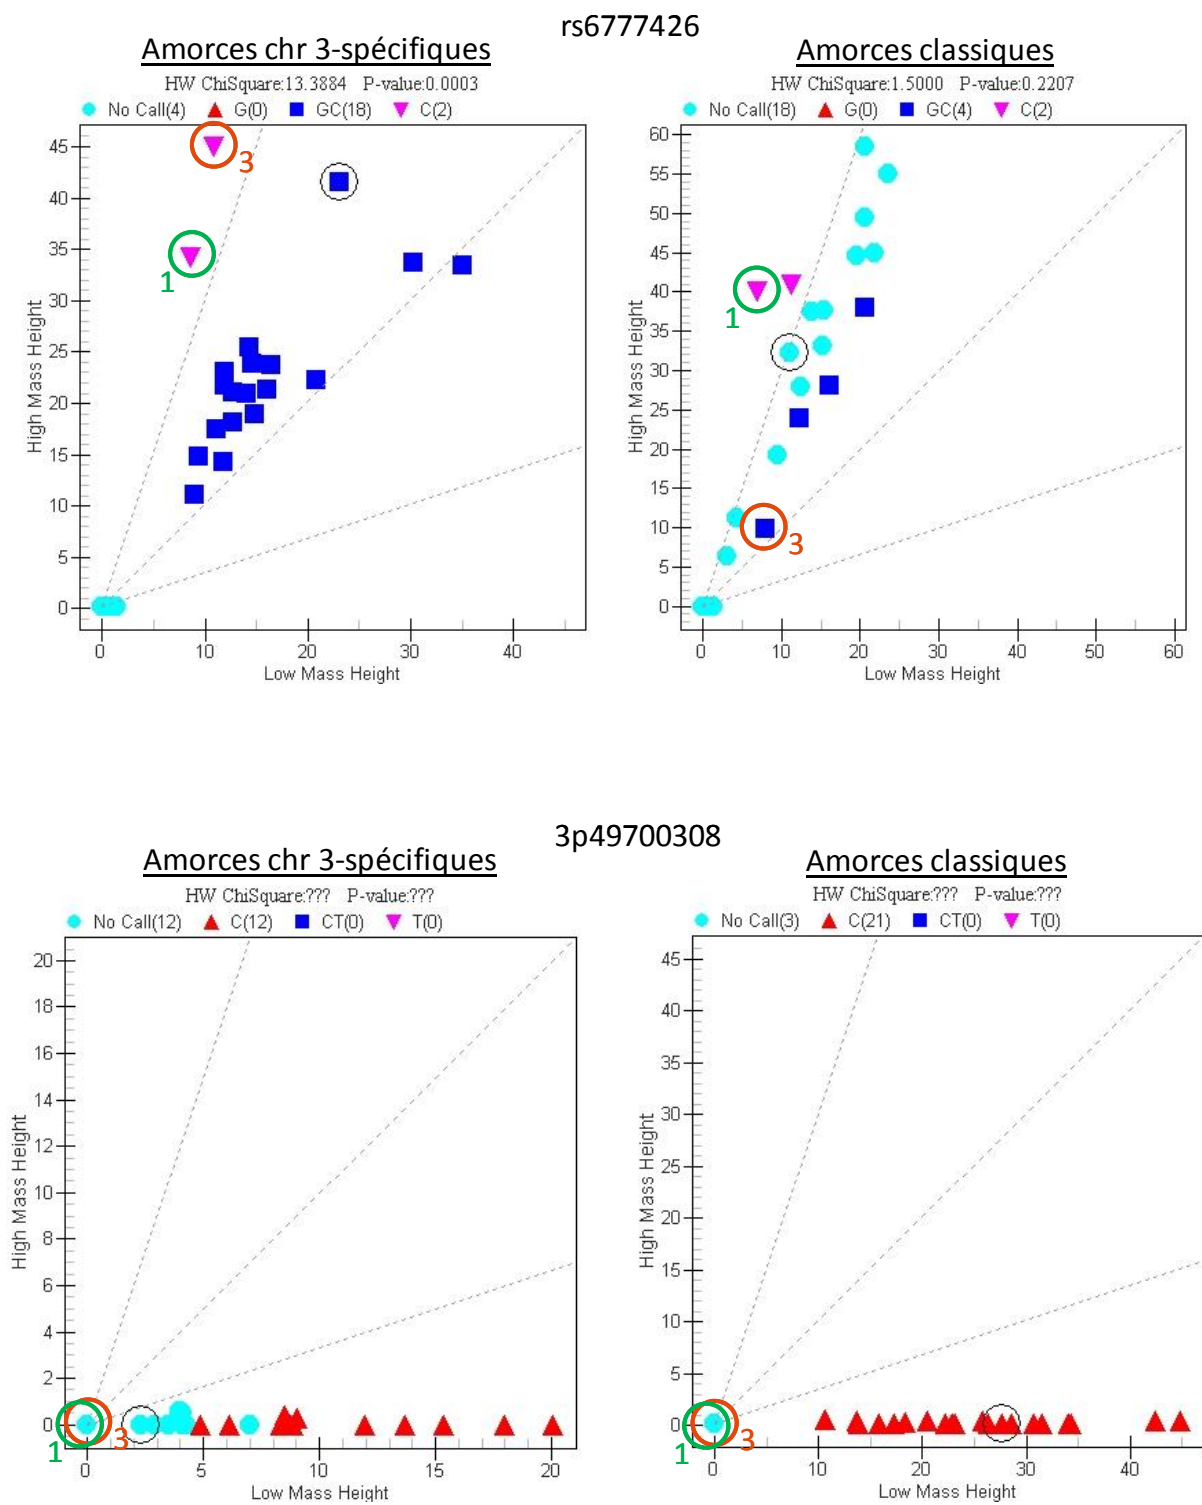 rs6777426
Amorces chr 3-spécifiques
HW ChiSquare:13.3884 P-value:0.0003
No Call(4) G(0) GC(18) C(2)
45
40
35
30
25
20
15
10
5
0
High Mass Height
3
1
0 10 20 30 40
Low Mass Height
Amorces classiques
HW ChiSquare:1.5000 P-value:0.2207
No Call(18) G(0) GC(4) C(2)
60
55
50
45
40
35
30
25
20
15
10
5
0
High Mass Height
1
3
0 10 20 30 40 50 60
Low Mass Height
3p49700308
Amorces chr 3-spécifiques
HW ChiSquare:??? P-value:???
No Call(12) C(12) CT(0) T(0)
20
18
16
14
12
10
8
6
4
2
0
High Mass Height
1
3
0 5 10 15 20
Low Mass Height
Amorces classiques
HW ChiSquare:??? P-value:???
No Call(3) C(21) CT(0) T(0)
45
40
35
30
25
20
15
10
5
0
High Mass Height
1
3
0 10 20 30 40
Low Mass Height